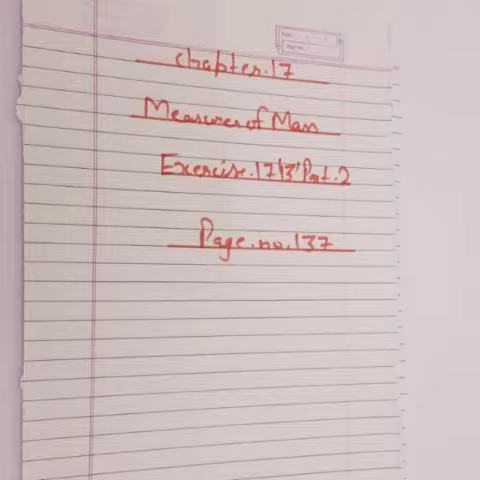 chapter.17
Measures of Mass
Exercise.17'3'Part.2
Page.no.137